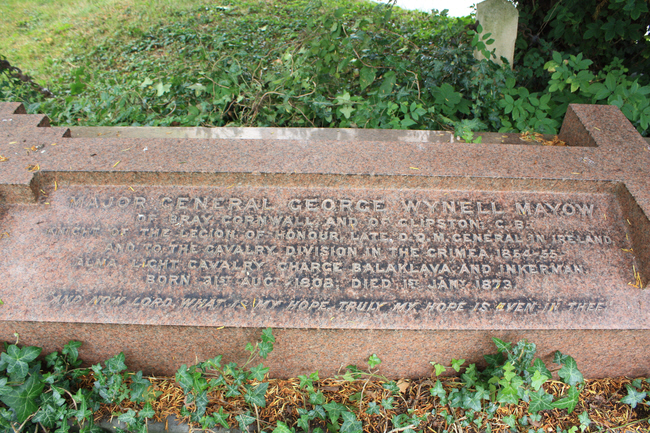 MAJOR GENERAL GEORGE WYNELL MAYOW
OF BRAY, CORNWALL AND OF CLIPSTON, C.B.
KNIGHT OF THE LEGION OF HONOUR. LATE. D.Q.M. GENERAL IN IRELAND
AND TO THE CAVALRY DIVISION IN THE CRIMEA, 1854-55.
ALMA, LIGHT CAVALRY CHARGE BALAKLAVA AND INKERMAN.
BORN 31ST AUGT 1808. DIED 1ST JANY 1873.
AND NOW LORD, WHAT IS MY HOPE, TRULY MY HOPE IS EVEN IN THEE.